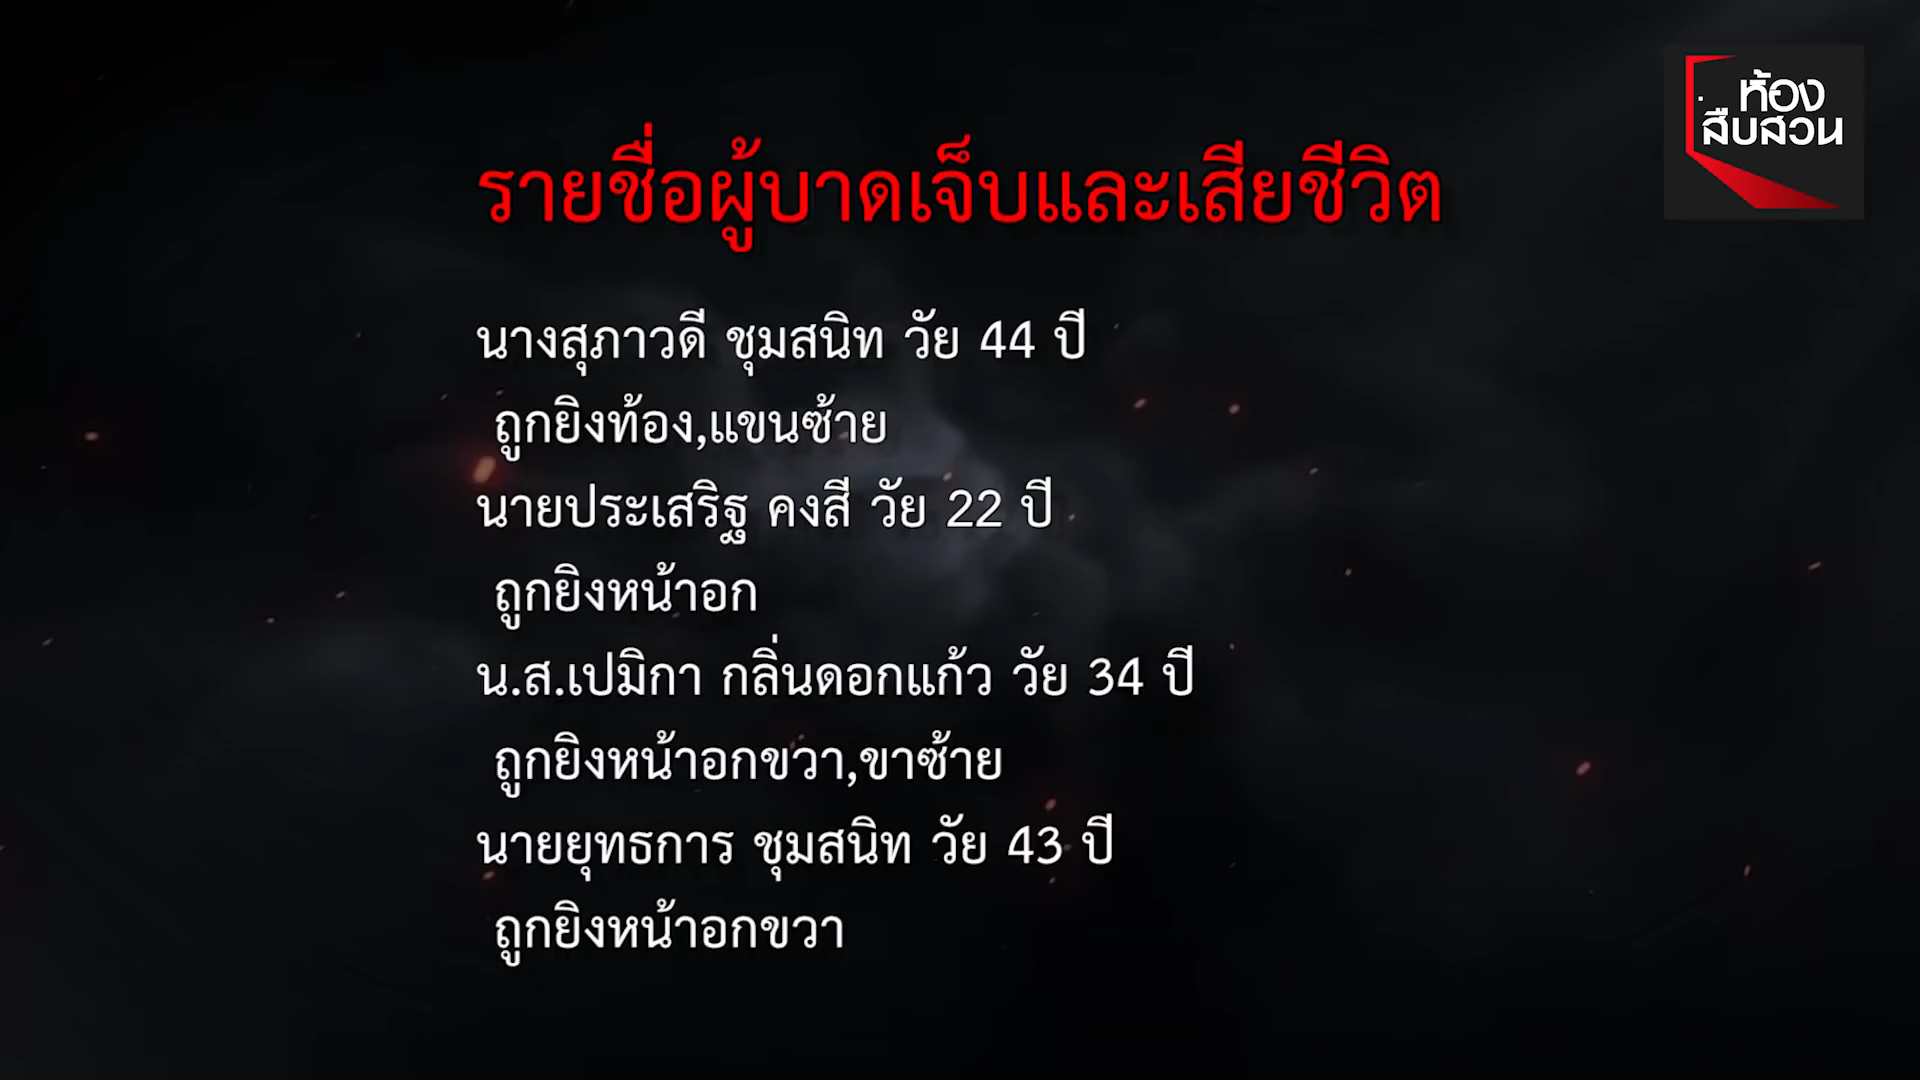 ห้อง
สืบสวน
รายชื่อผู้บาดเจ็บและเสียชีวิต
นางสุภาวดี ชุมสนิท วัย 44 ปี
ถูกยิงท้อง,แขนซ้าย
นายประเสริฐ คงสี วัย 22 ปี
ถูกยิงหน้าอก
น.ส.เปมิกา กลิ่นดอกแก้ว วัย 34 ปี
ถูกยิงหน้าอกขวา,ขาซ้าย
นายยุทธการ ชุมสนิท วัย 43 ปี
ถูกยิงหน้าอกขวา